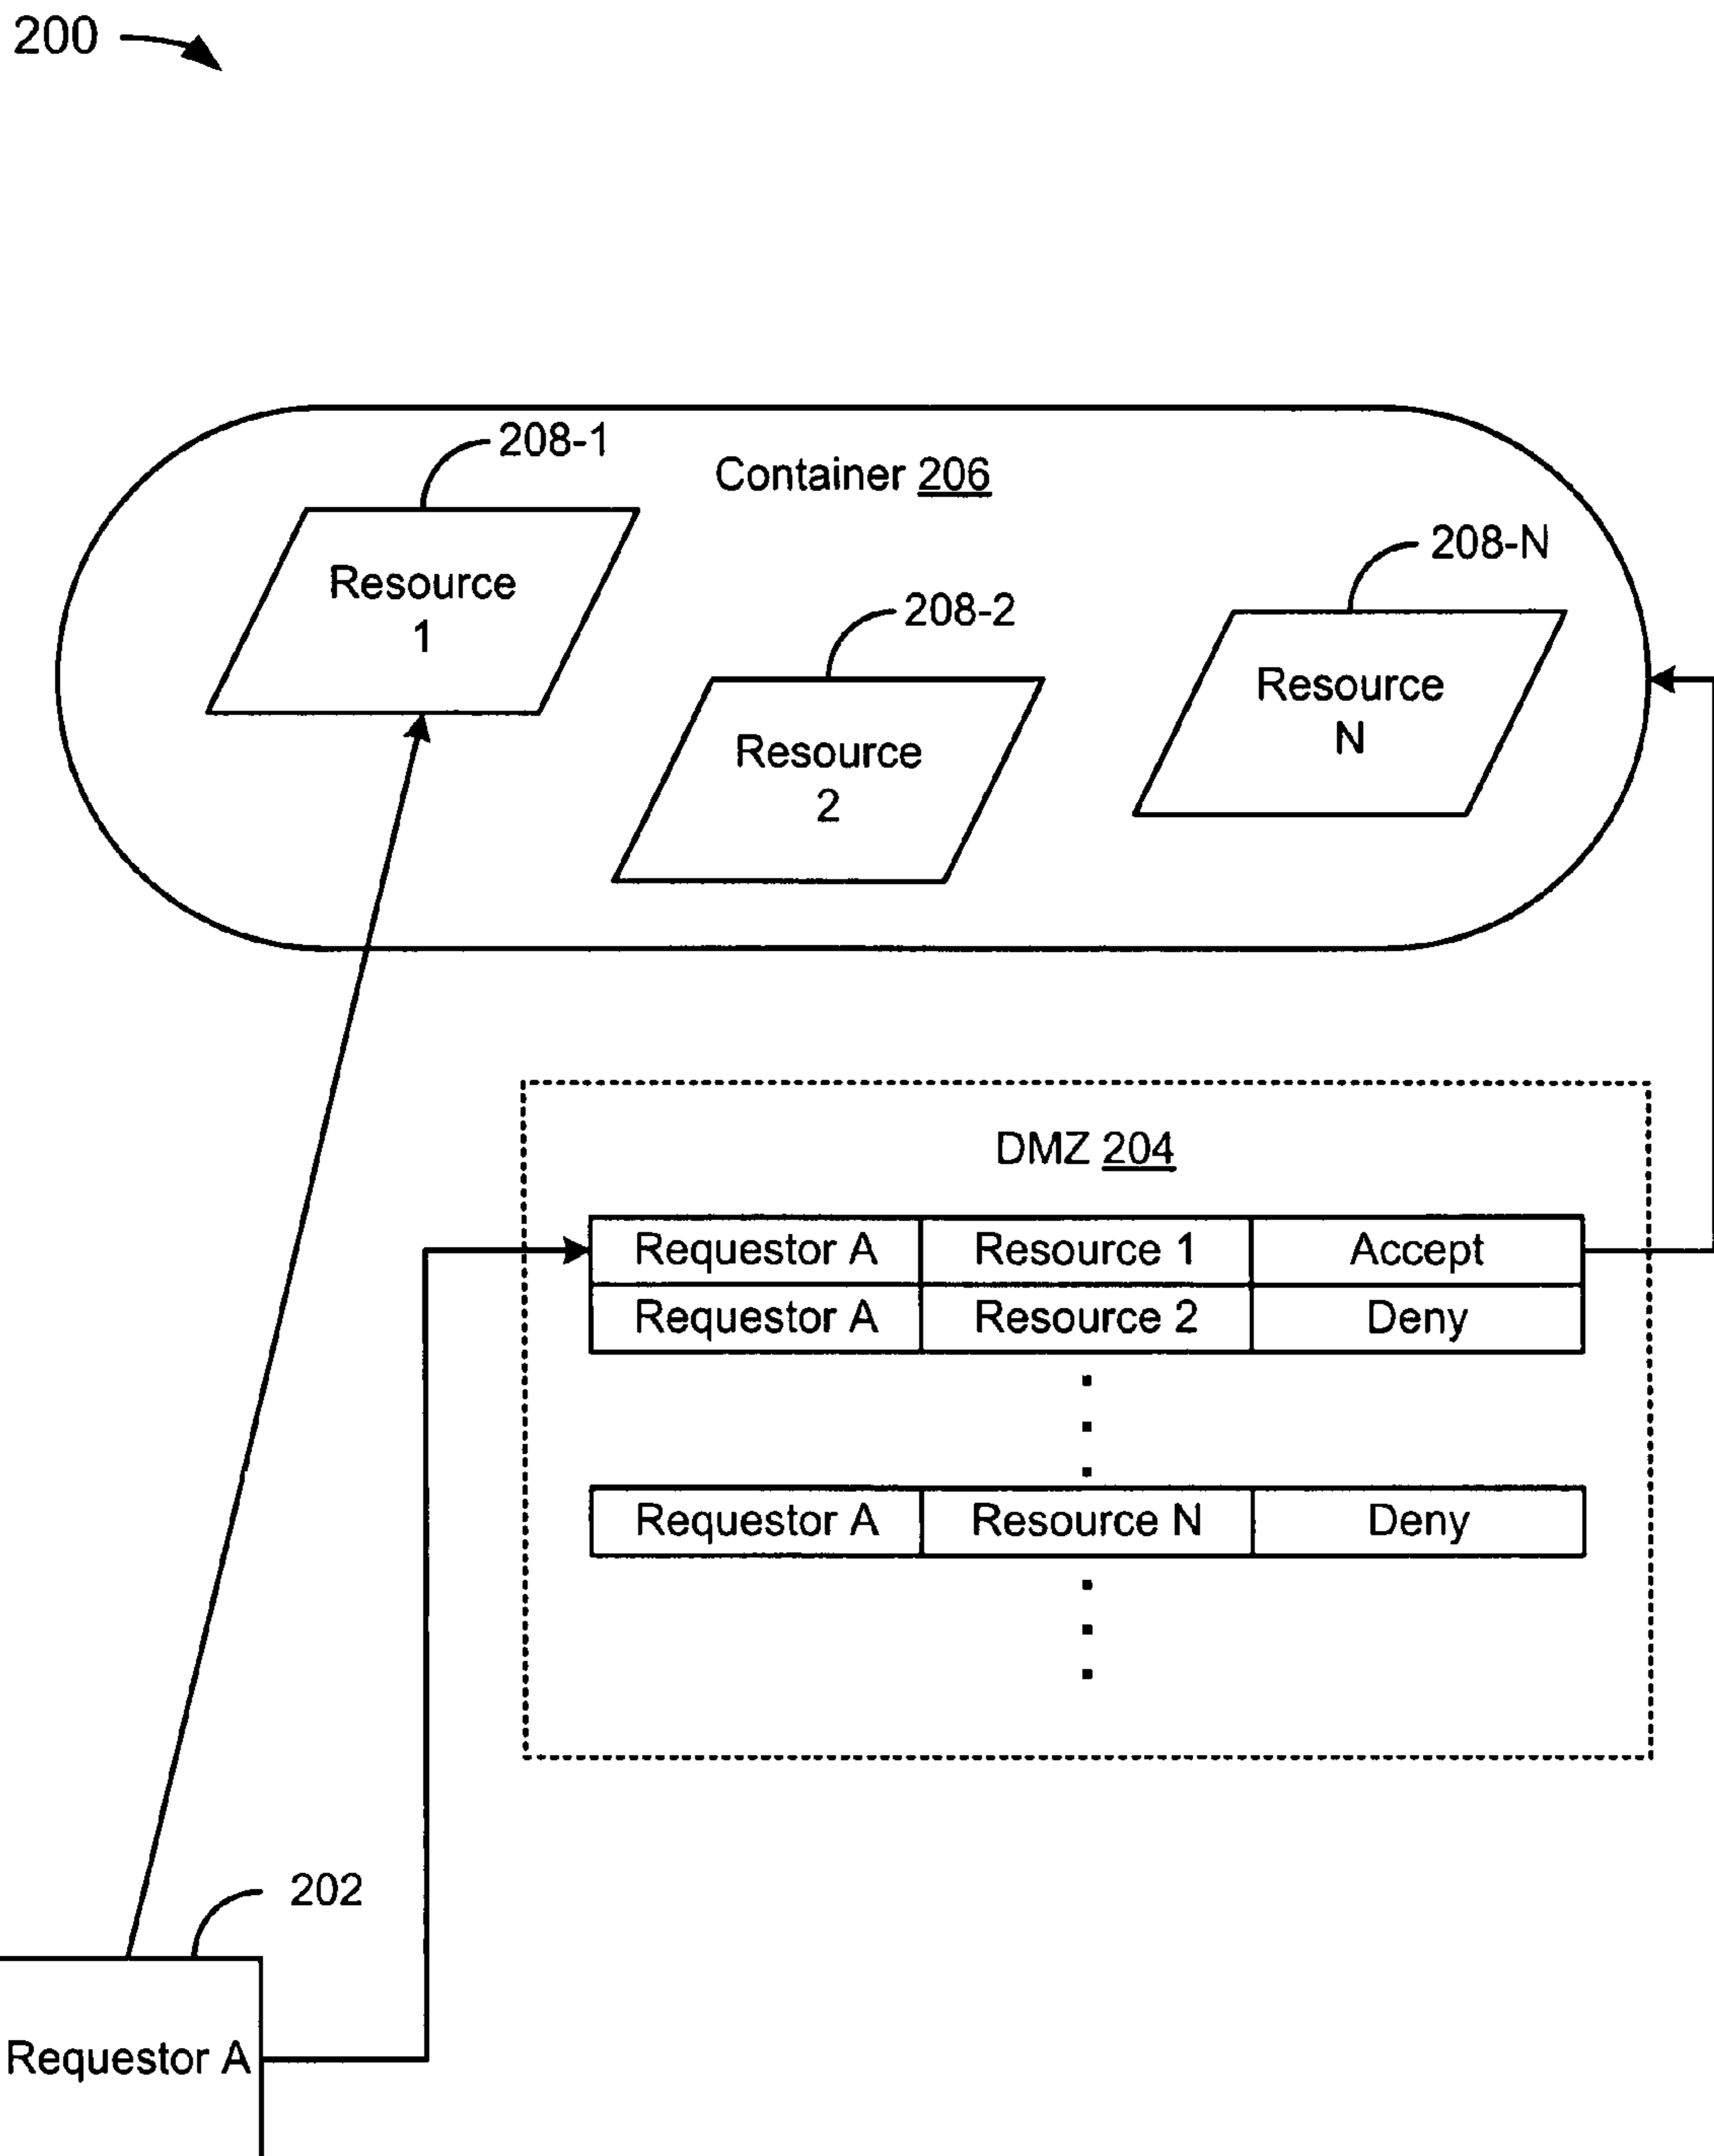 200
208-1
Container 206
208-N
Resource
1
208-2
Resource
N
Resource
2
DMZ 204
Requestor A Resource 1 Accept
Requestor A Resource 2 Deny
Requestor A Resource N Deny
202
Requestor A